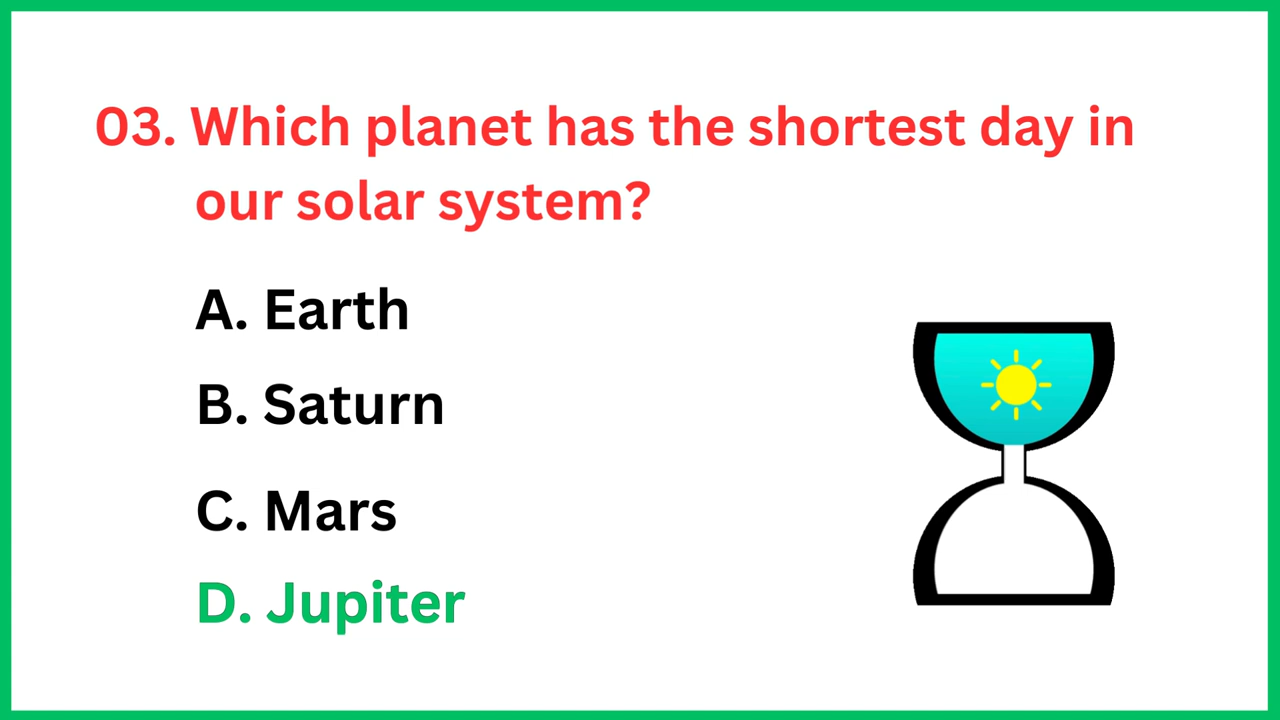 03. Which planet has the shortest day in
our solar system?
A. Earth
B. Saturn
C. Mars
D. Jupiter